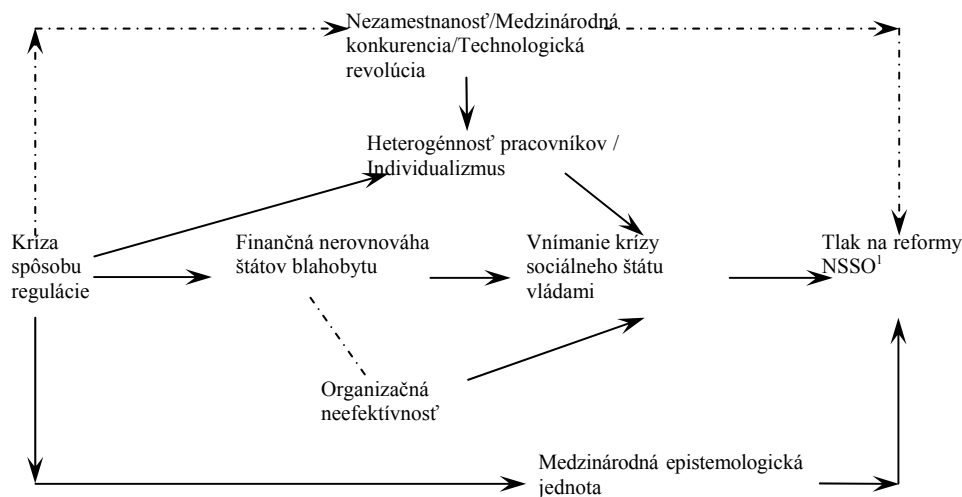 Nezamestnanosť/Medzinárodná
konkurencia/Technologická
revolúcia
Heterogénnosť pracovníkov /
Individualizmus
Kríza
spôsobu
regulácie
Finančná nerovnováha
štátov blahobytu
Vnímanie krízy
sociálneho štátu
vládami
Tlak na reformy
NSSO¹
Organizačná
neefektívnosť
Medzinárodná epistemologická
jednota